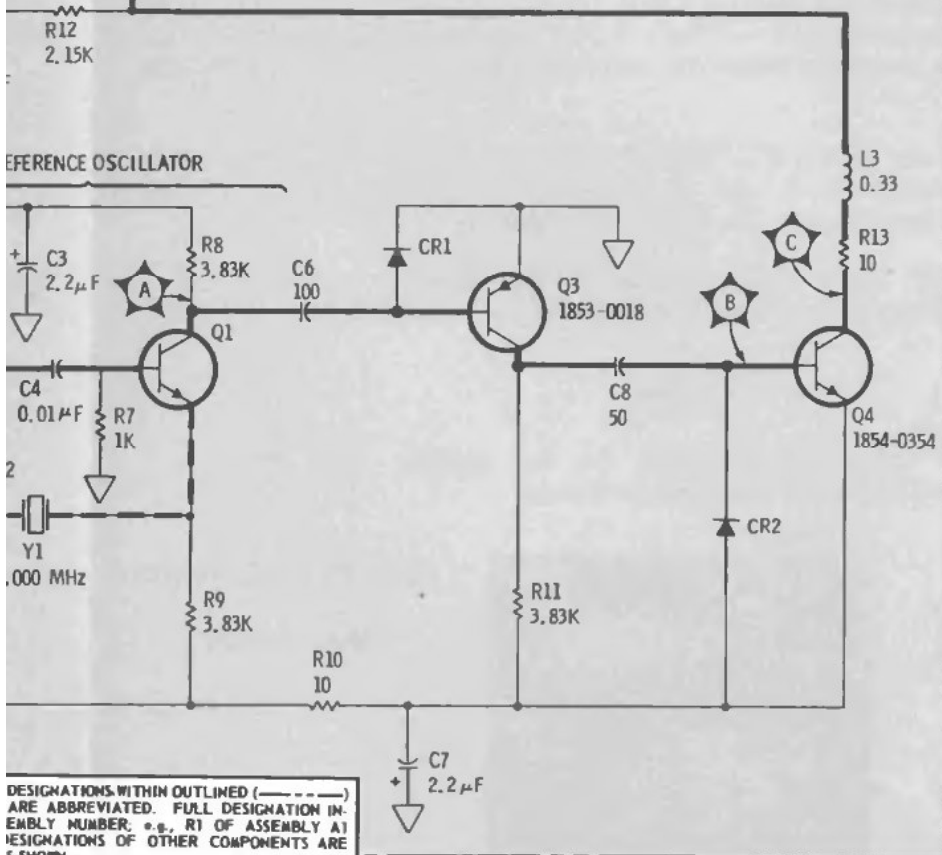 R12
2.15K
EFERENCE OSCILLATOR
L3
0.33
R13
10
C
+ C3
2.2µF
R8
3.83K
A
C6
100
CR1
Q3
1853-0018
B
Q1
C4
0.01µF
R7
1K
C8
50
Q4
1854-0354
2
Y1
.000 MHz
CR2
R9
3.83K
R11
3.83K
R10
10
C7
+ 2.2µF
DESIGNATIONS WITHIN OUTLINED (—-—-—)
ARE ABBREVIATED. FULL DESIGNATION IN-
EMBLY NUMBER; e.g., R1 OF ASSEMBLY A1
DESIGNATIONS OF OTHER COMPONENTS ARE